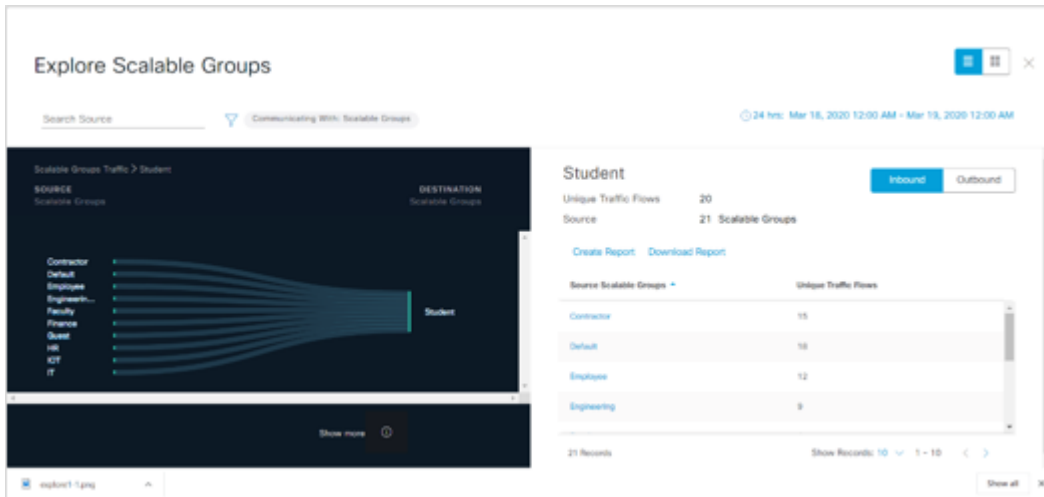 Explore Scalable Groups
Search Source
Communicating With: Scalable Groups
24 hrs: Mar 18, 2020 12:00 AM - Mar 19, 2020 12:00 AM
Scalable Groups Traffic > Student
SOURCE
Scalable Groups
DESTINATION
Scalable Groups
Contractor
Default
Employee
Engineerin...
Faculty
Finance
Guest
HR
IOT
IT
Student
Show more
Student
Inbound
Outbound
Unique Traffic Flows 20
Source 21 Scalable Groups
Create Report Download Report
Source Scalable Groups Unique Traffic Flows
Contractor 15
Default 18
Employee 12
Engineering 9
21 Records
Show Records: 10 1 - 10
explore1-1.png
Show all